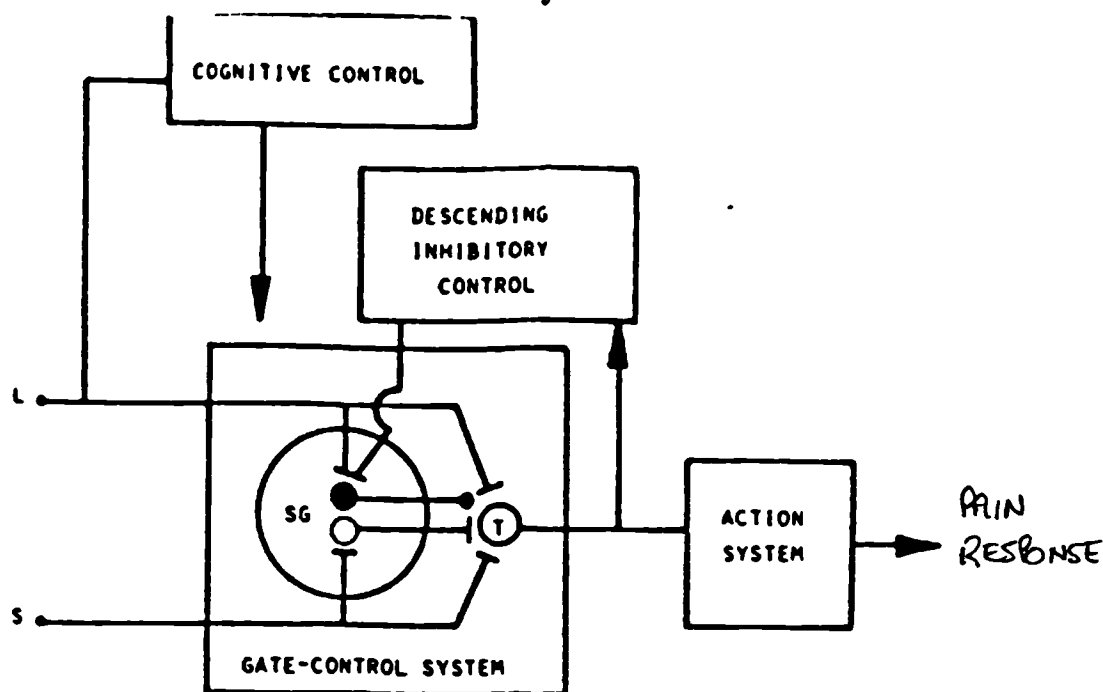 COGNITIVE CONTROL
DESCENDING
INHIBITORY
CONTROL
L
SG
T
ACTION
SYSTEM
PAIN
RESPONSE
S
GATE-CONTROL SYSTEM